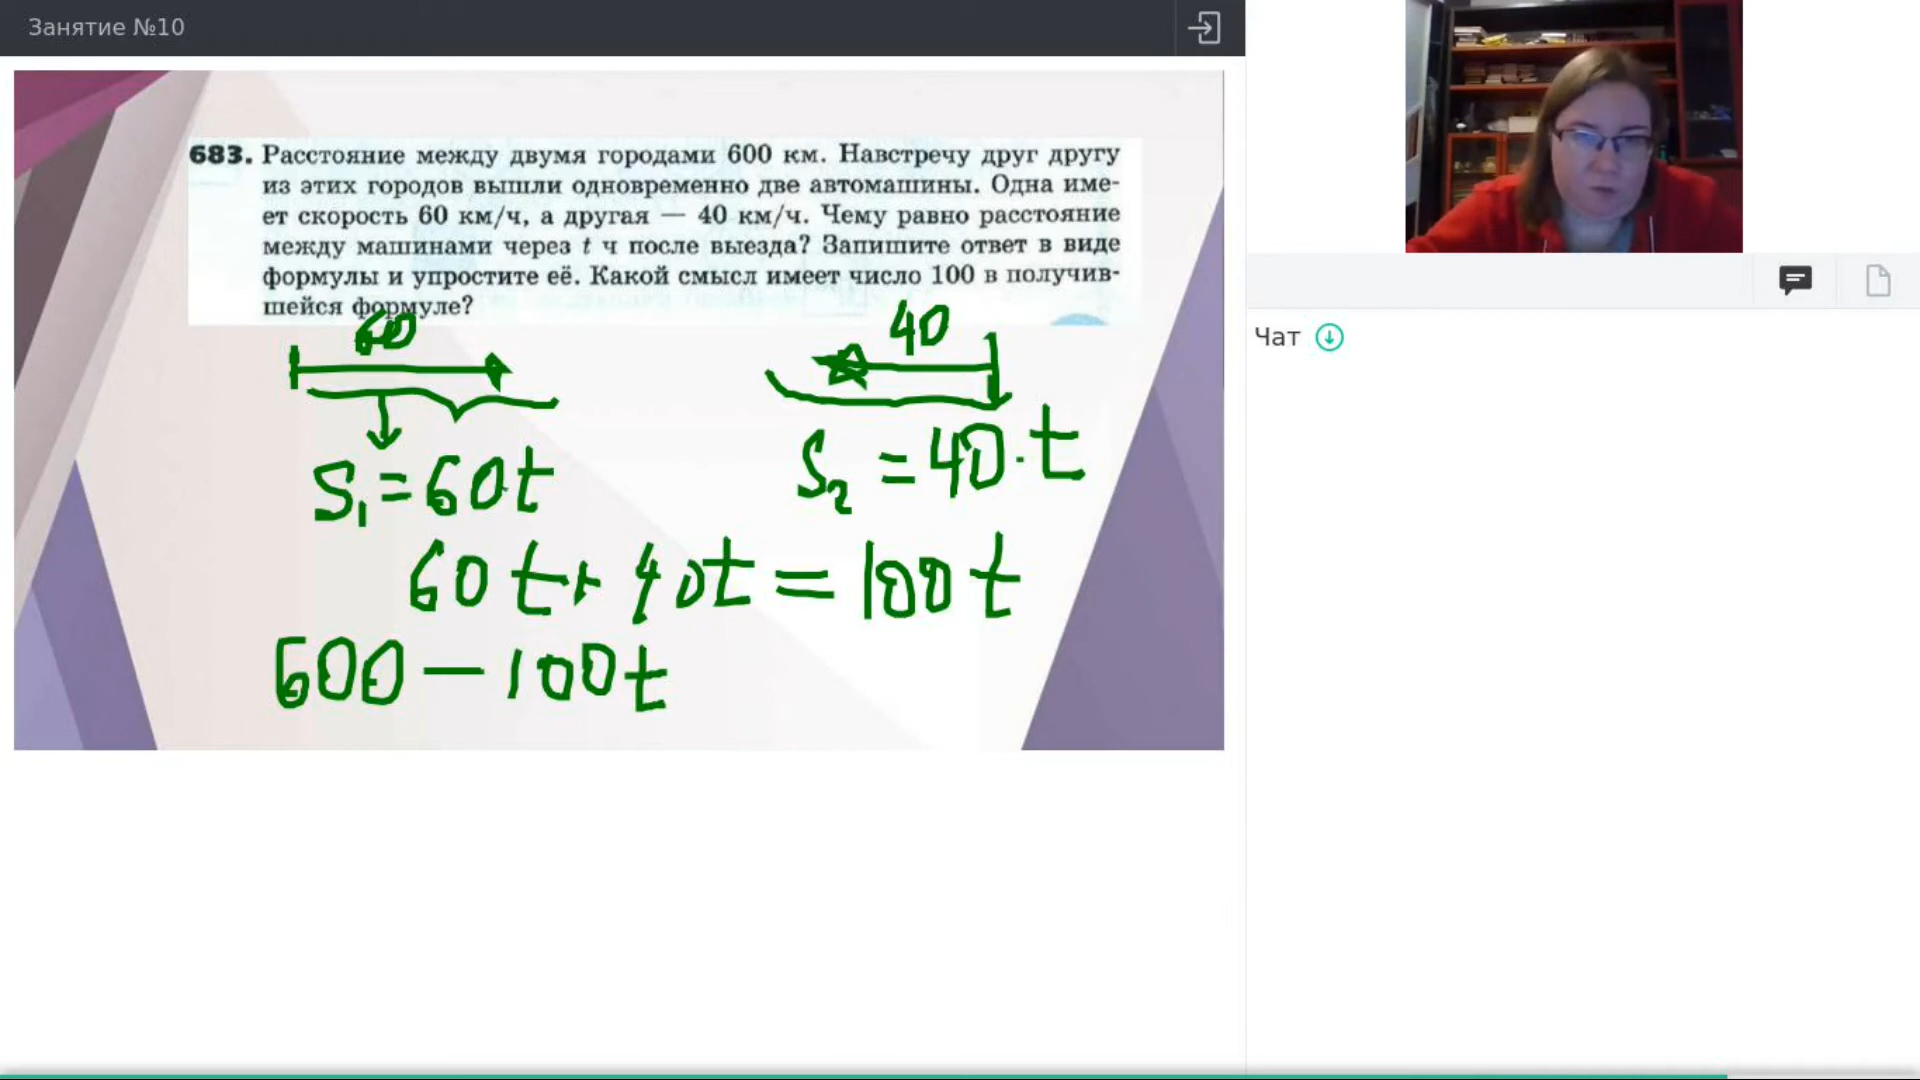 Занятие №10
683. Расстояние между двумя городами 600 км. Навстречу друг другу
из этих городов вышли одновременно две автомашины. Одна име-
ет скорость 60 км/ч, а другая — 40 км/ч. Чему равно расстояние
между машинами через t ч после выезда? Запишите ответ в виде
формулы и упростите её. Какой смысл имеет число 100 в получив-
шейся формуле?
60 40
S₁ = 60t S₂ = 40·t
60t + 40t = 100t
600 – 100t
Чат